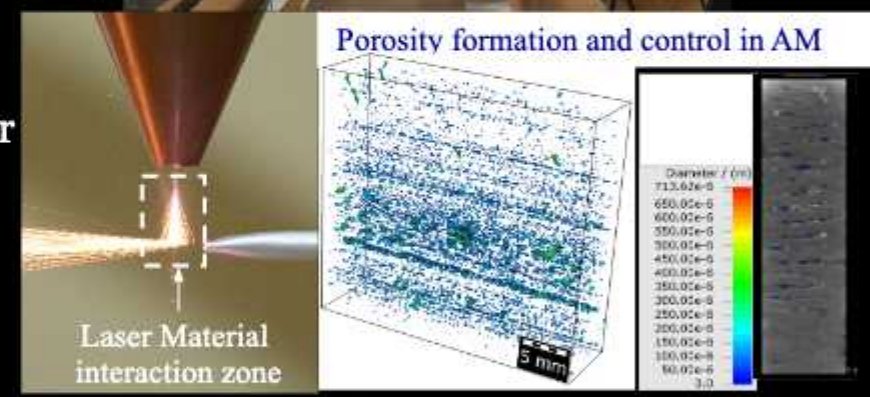 r
Laser Material
interaction zone
Porosity formation and control in AM
5 mm
Diameter / (m)
713.62e-6
650.00e-6
600.00e-6
550.00e-6
500.00e-6
450.00e-6
400.00e-6
350.00e-6
300.00e-6
250.00e-6
200.00e-6
150.00e-6
100.00e-6
50.00e-6
3.0